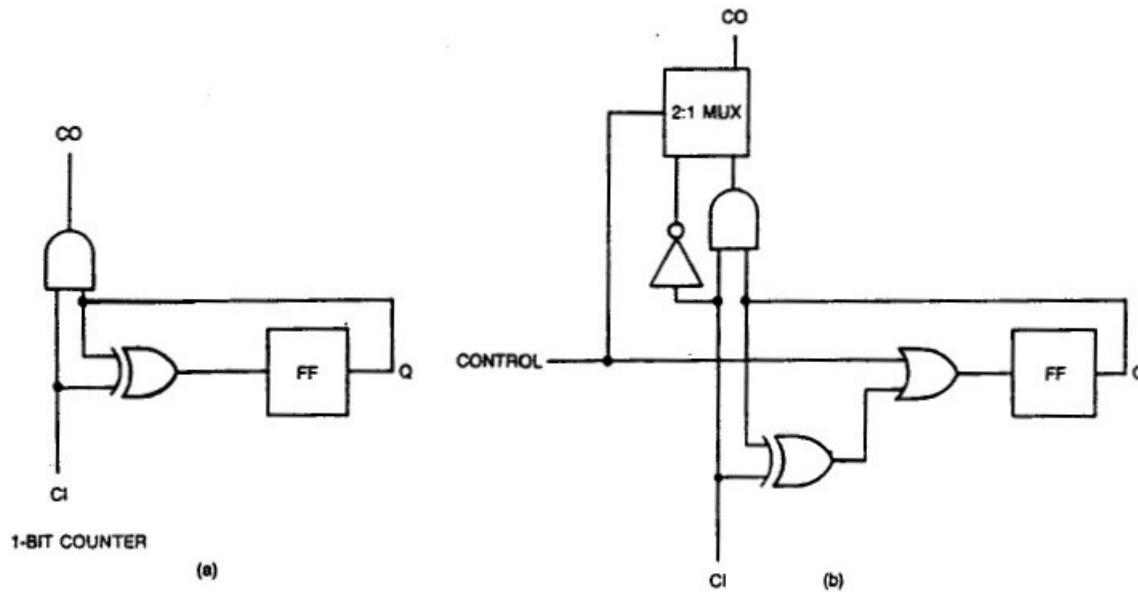 CO
FF
Q
CI
1-BIT COUNTER
(a)
CO
2:1 MUX
CONTROL
FF
CI
(b)